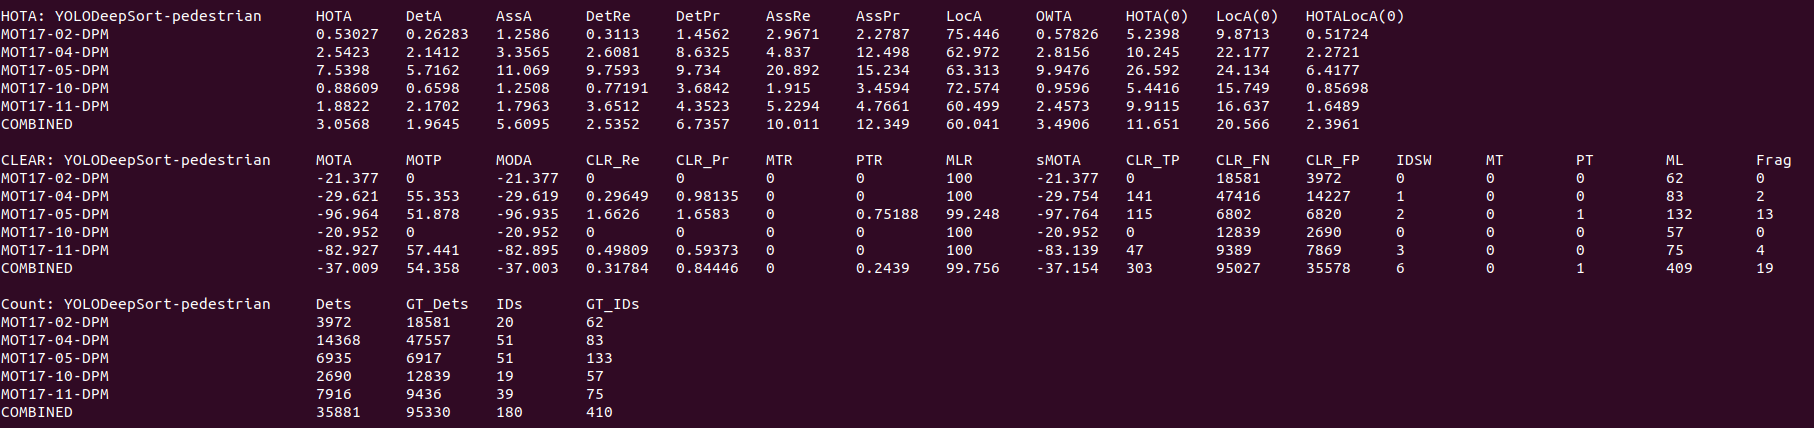 HOTA: YOLODeepSort-pedestrian HOTA DetA AssA DetRe DetPr AssRe AssPr LocA OWTA HOTA(0) LocA(0) HOTALocA(0)
MOT17-02-DPM 0.53027 0.26283 1.2586 0.3113 1.4562 2.9671 2.2787 75.446 0.57826 5.2398 9.8713 0.51724
MOT17-04-DPM 2.5423 2.1412 3.3565 2.6081 8.6325 4.837 12.498 62.972 2.8156 10.245 22.177 2.2721
MOT17-05-DPM 7.5398 5.7162 11.069 9.7593 9.734 20.892 15.234 63.313 9.9476 26.592 24.134 6.4177
MOT17-10-DPM 0.88609 0.6598 1.2508 0.77191 3.6842 1.915 3.4594 72.574 0.9596 5.4416 15.749 0.85698
MOT17-11-DPM 1.8822 2.1702 1.7963 3.6512 4.3523 5.2294 4.7661 60.499 2.4573 9.9115 16.637 1.6489
COMBINED 3.0568 1.9645 5.6095 2.5352 6.7357 10.011 12.349 60.041 3.4906 11.651 20.566 2.3961
CLEAR: YOLODeepSort-pedestrian MOTA MOTP MODA CLR_Re CLR_Pr MTR PTR MLR sMOTA CLR_TP CLR_FN CLR_FP IDSW MT PT ML Frag
MOT17-02-DPM -21.377 0 -21.377 0 0 0 0 100 -21.377 0 18581 3972 0 0 0 62 0
MOT17-04-DPM -29.621 55.353 -29.619 0.29649 0.98135 0 0 100 -29.754 141 47416 14227 1 0 0 83 2
MOT17-05-DPM -96.964 51.878 -96.935 1.6626 1.6583 0 0.75188 99.248 -97.764 115 6802 6820 2 0 1 132 13
MOT17-10-DPM -20.952 0 -20.952 0 0 0 0 100 -20.952 0 12839 2690 0 0 0 57 0
MOT17-11-DPM -82.927 57.441 -82.895 0.49809 0.59373 0 0 100 -83.139 47 9389 7869 3 0 0 75 4
COMBINED -37.009 54.358 -37.003 0.31784 0.84446 0 0.2439 99.756 -37.154 303 95027 35578 6 0 1 409 19
Count: YOLODeepSort-pedestrian Dets GT_Dets IDs GT_IDs
MOT17-02-DPM 3972 18581 20 62
MOT17-04-DPM 14368 47557 51 83
MOT17-05-DPM 6935 6917 51 133
MOT17-10-DPM 2690 12839 19 57
MOT17-11-DPM 7916 9436 39 75
COMBINED 35881 95330 180 410